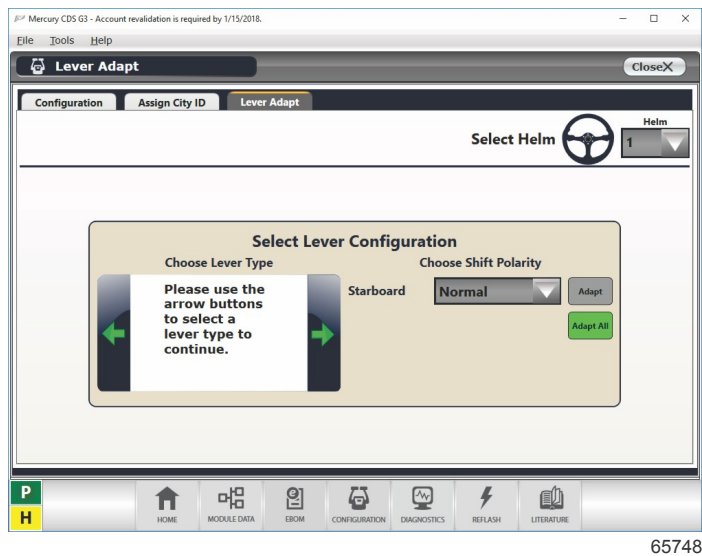 Mercury CDS G3 - Account revalidation is required by 1/15/2018.
File Tools Help
Lever Adapt
CloseX
Configuration Assign City ID Lever Adapt
Select Helm
Helm
1
Select Lever Configuration
Choose Lever Type Choose Shift Polarity
Please use the
arrow buttons
to select a
lever type to
continue.
Starboard Normal Adapt
Adapt All
P
H
HOME MODULE DATA EBOM CONFIGURATION DIAGNOSTICS REFLASH LITERATURE
65748